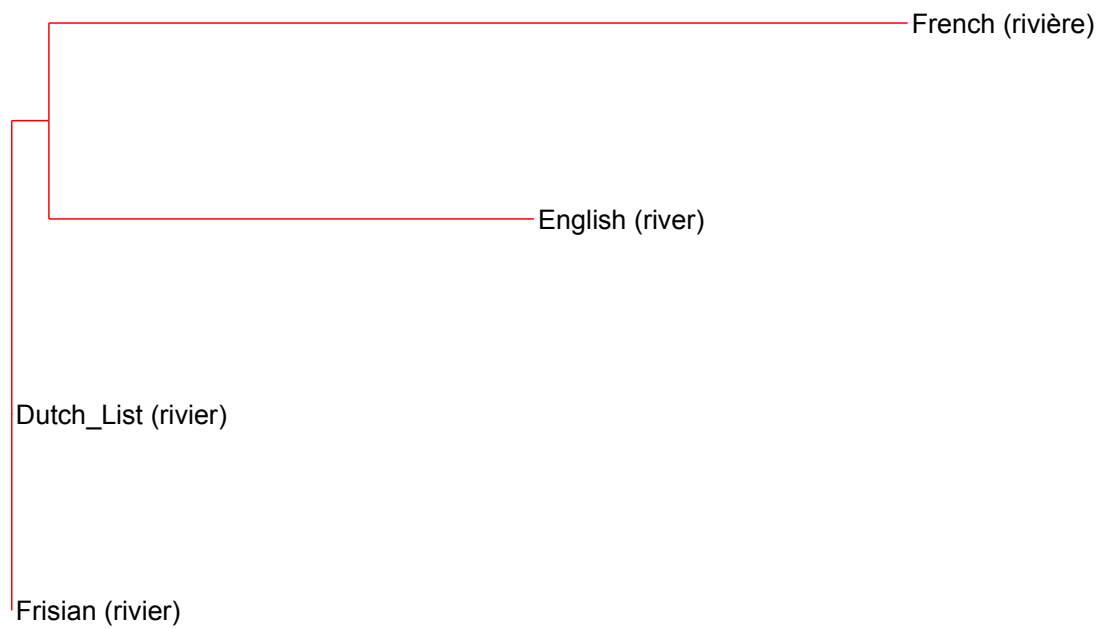 French (rivière)
English (river)
Dutch_List (rivier)
Frisian (rivier)